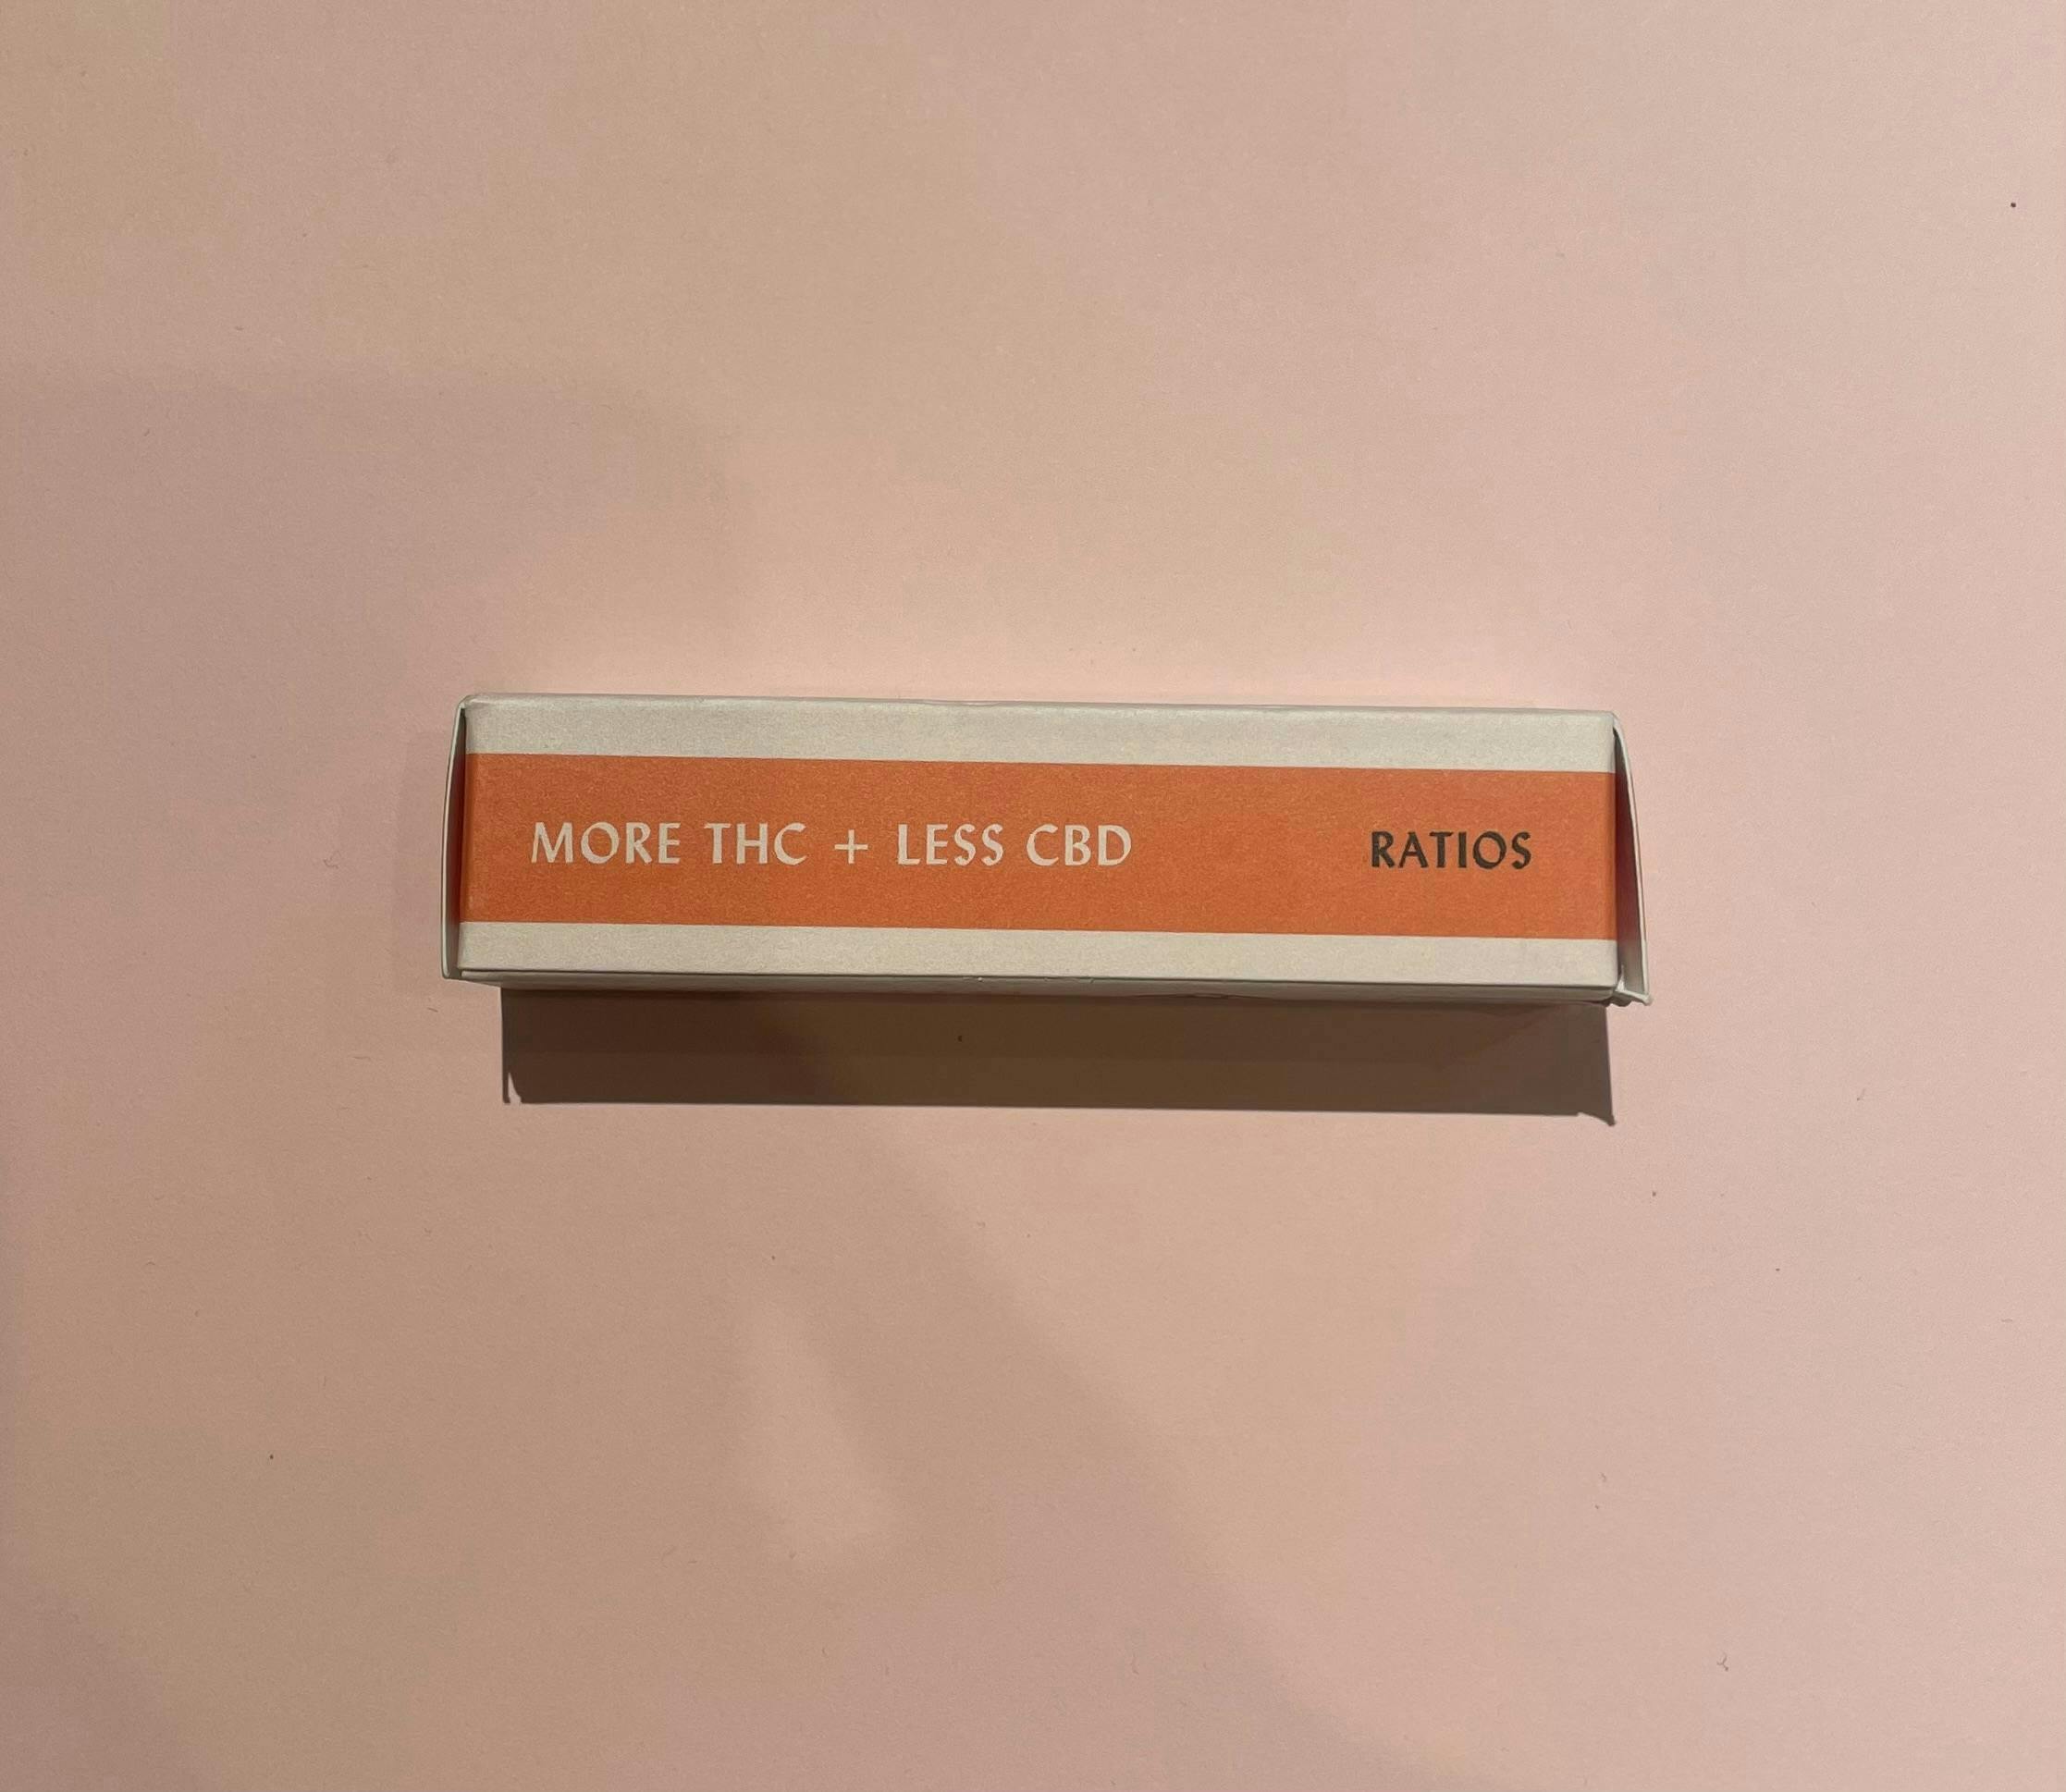 MORE THC + LESS CBD RATIOS